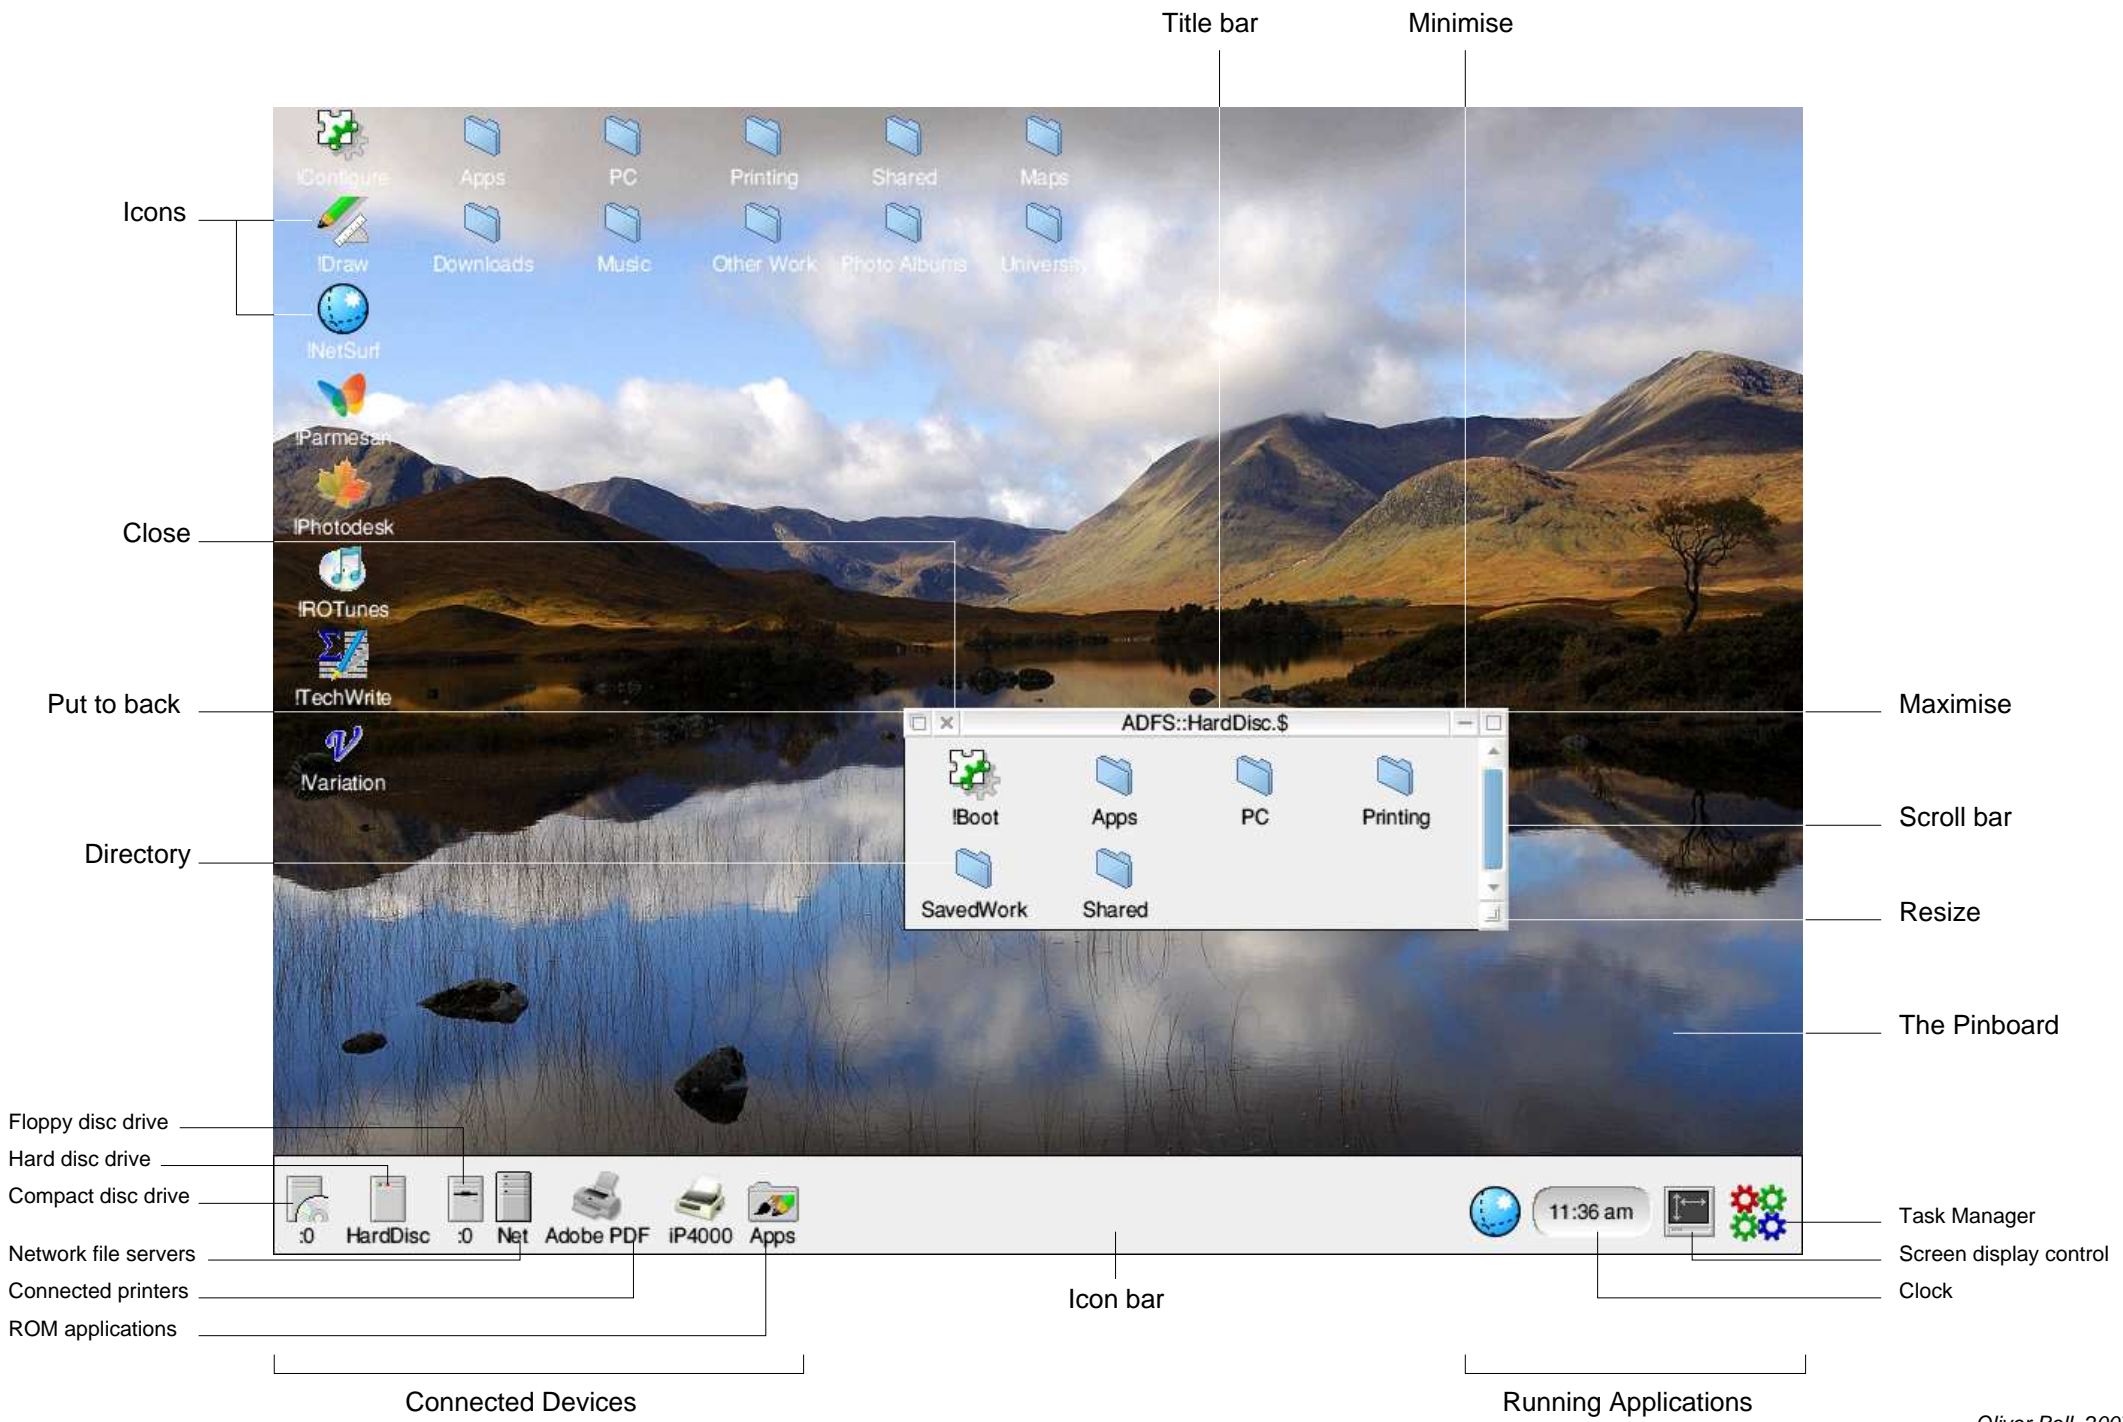 Title bar
Minimise
!Configure
Apps
PC
Printing
Shared
Maps
Icons
!Draw
Downloads
Music
Other Work
Photo Albums
University
!NetSurf
!Parmesan
Close
!Photodesk
!ROTunes
Put to back
!TechWrite
Maximise
ADFS::HardDisc.$
!Variation
!Boot
Apps
PC
Printing
Scroll bar
Directory
SavedWork
Shared
Resize
The Pinboard
Floppy disc drive
Hard disc drive
Compact disc drive
:0
HardDisc
:0
Net
Adobe PDF
iP4000
Apps
11:36 am
Task Manager
Network file servers
Screen display control
Connected printers
Icon bar
Clock
ROM applications
Connected Devices
Running Applications
Oliver